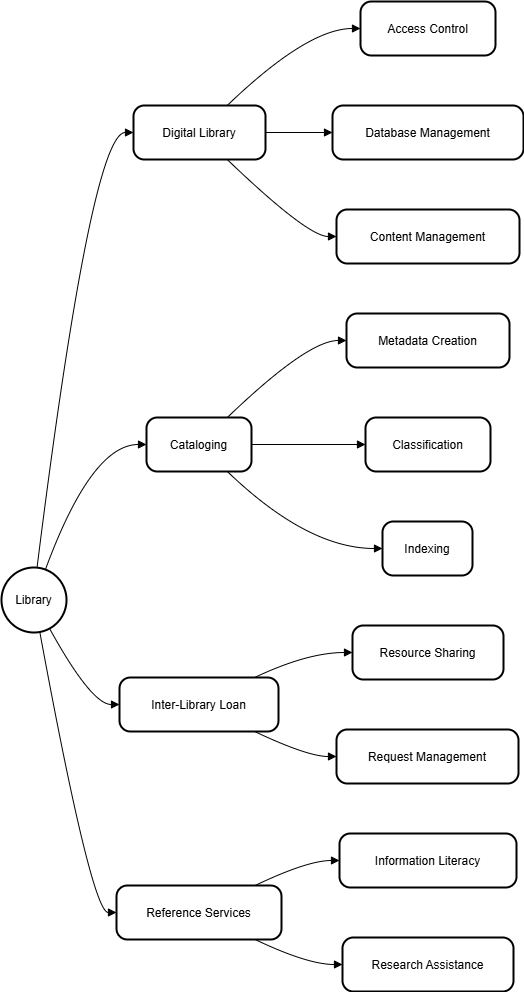 Access Control
Digital Library
Database Management
Content Management
Metadata Creation
Cataloging
Classification
Indexing
Library
Resource Sharing
Inter-Library Loan
Request Management
Information Literacy
Reference Services
Research Assistance